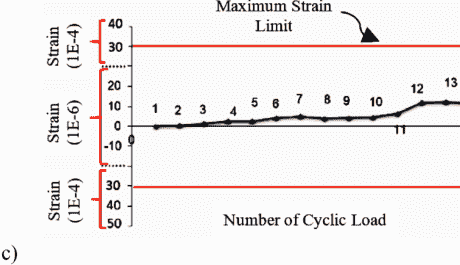 Maximum Strain
Limit
Strain
(1E-4)
40
30
Strain
(1E-6)
20
10
0
-10
0
1 2 3 4 5 6 7 8 9 10 11 12 13
Strain
(1E-4)
30
40
50
Number of Cyclic Load
c)